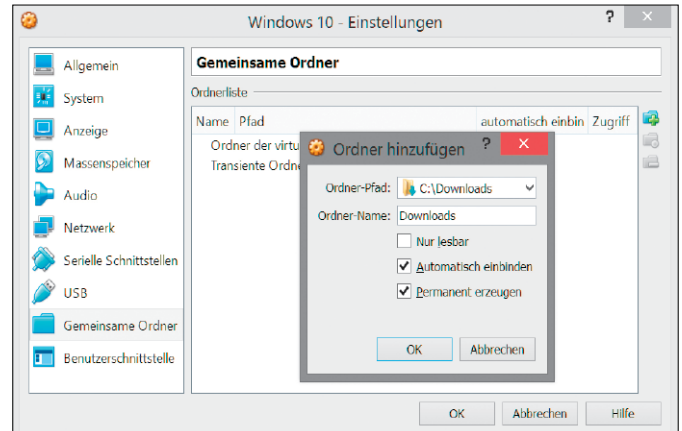 Windows 10 - Einstellungen ?
Allgemein
System
Anzeige
Massenspeicher
Audio
Netzwerk
Serielle Schnittstellen
USB
Gemeinsame Ordner
Benutzerschnittstelle
Gemeinsame Ordner
Ordnerliste
Name Pfad automatisch einbin Zugriff
Ordner der virtu
Transiente Ordne
Ordner hinzufügen ?
Ordner-Pfad: C:\Downloads
Ordner-Name: Downloads
Nur lesbar
Automatisch einbinden
Permanent erzeugen
OK Abbrechen
OK Abbrechen Hilfe